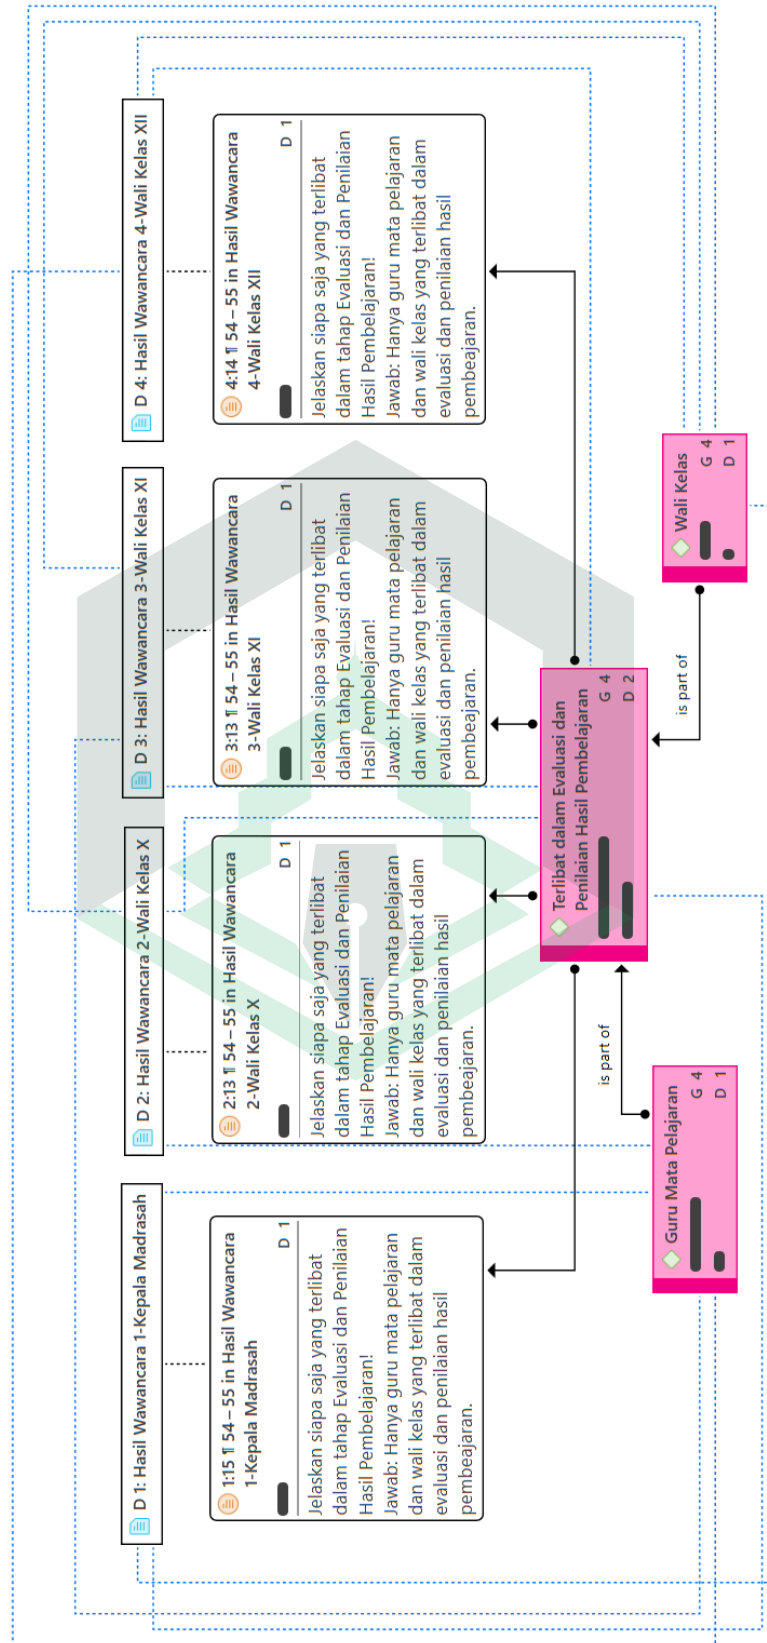 D 1: Hasil Wawancara 1-Kepala Madrasah
D 2: Hasil Wawancara 2-Wali Kelas X
D 3: Hasil Wawancara 3-Wali Kelas XI
D 4: Hasil Wawancara 4-Wali Kelas XII
1:15 ¶ 54 – 55 in Hasil Wawancara
1-Kepala Madrasah
D 1
Jelaskan siapa saja yang terlibat
dalam tahap Evaluasi dan Penilaian
Hasil Pembelajaran!
Jawab: Hanya guru mata pelajaran
dan wali kelas yang terlibat dalam
evaluasi dan penilaian hasil
pembeajaran.
2:13 ¶ 54 – 55 in Hasil Wawancara
2-Wali Kelas X
D 1
Jelaskan siapa saja yang terlibat
dalam tahap Evaluasi dan Penilaian
Hasil Pembelajaran!
Jawab: Hanya guru mata pelajaran
dan wali kelas yang terlibat dalam
evaluasi dan penilaian hasil
pembeajaran.
3:13 ¶ 54 – 55 in Hasil Wawancara
3-Wali Kelas XI
D 1
Jelaskan siapa saja yang terlibat
dalam tahap Evaluasi dan Penilaian
Hasil Pembelajaran!
Jawab: Hanya guru mata pelajaran
dan wali kelas yang terlibat dalam
evaluasi dan penilaian hasil
pembeajaran.
4:14 ¶ 54 – 55 in Hasil Wawancara
4-Wali Kelas XII
D 1
Jelaskan siapa saja yang terlibat
dalam tahap Evaluasi dan Penilaian
Hasil Pembelajaran!
Jawab: Hanya guru mata pelajaran
dan wali kelas yang terlibat dalam
evaluasi dan penilaian hasil
pembeajaran.
Terlibat dalam Evaluasi dan
Penilaian Hasil Pembelajaran
G 4
D 2
is part of
is part of
Guru Mata Pelajaran
G 4
D 1
Wali Kelas
G 4
D 1